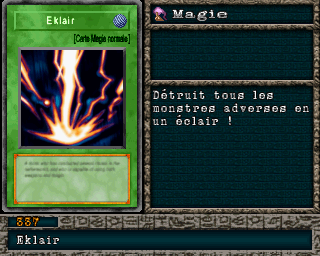 Eklair
[Carte Magie normale]
Magie
Détruit tous les
monstres adverses en
un éclair !
337
Eklair